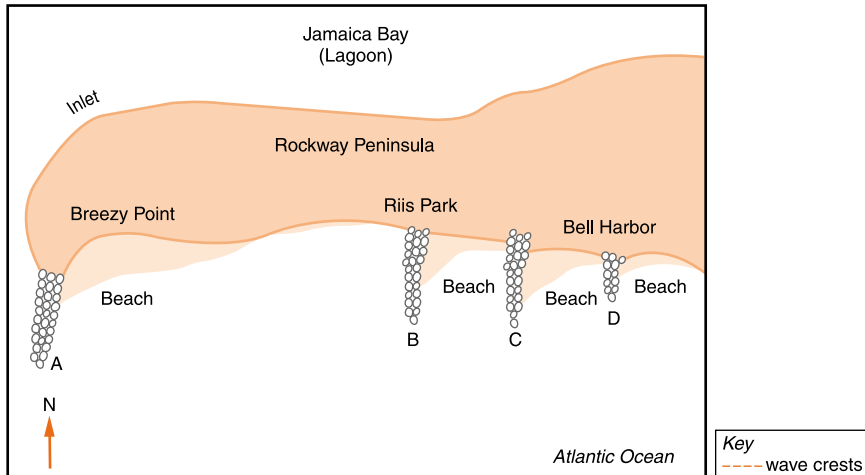 Jamaica Bay
(Lagoon)
Inlet
Rockway Peninsula
Breezy Point
Riis Park
Bell Harbor
Beach
Beach
Beach
Beach
A
B
C
D
N
Atlantic Ocean
Key
wave crests